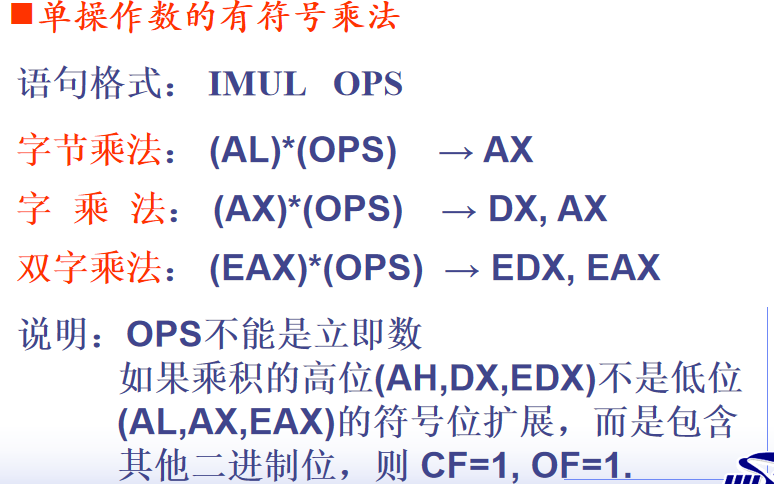 ■单操作数的有符号乘法
语句格式： IMUL OPS
字节乘法： (AL)*(OPS) → AX
字 乘 法： (AX)*(OPS) → DX, AX
双字乘法： (EAX)*(OPS) → EDX, EAX
说明：OPS不能是立即数
如果乘积的高位(AH,DX,EDX)不是低位
(AL,AX,EAX)的符号位扩展，而是包含
其他二进制位，则 CF=1, OF=1.